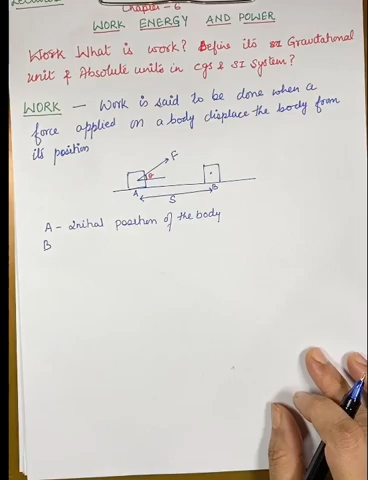 Chapter - 6
WORK ENERGY AND POWER
Work What is work? Define its SI Gravitational
unit & Absolute units in cgs & SI System?
WORK — Work is said to be done when a
force applied on a body displace the body from
its position
F
θ
A
B
S
A - Initial position of the body
B